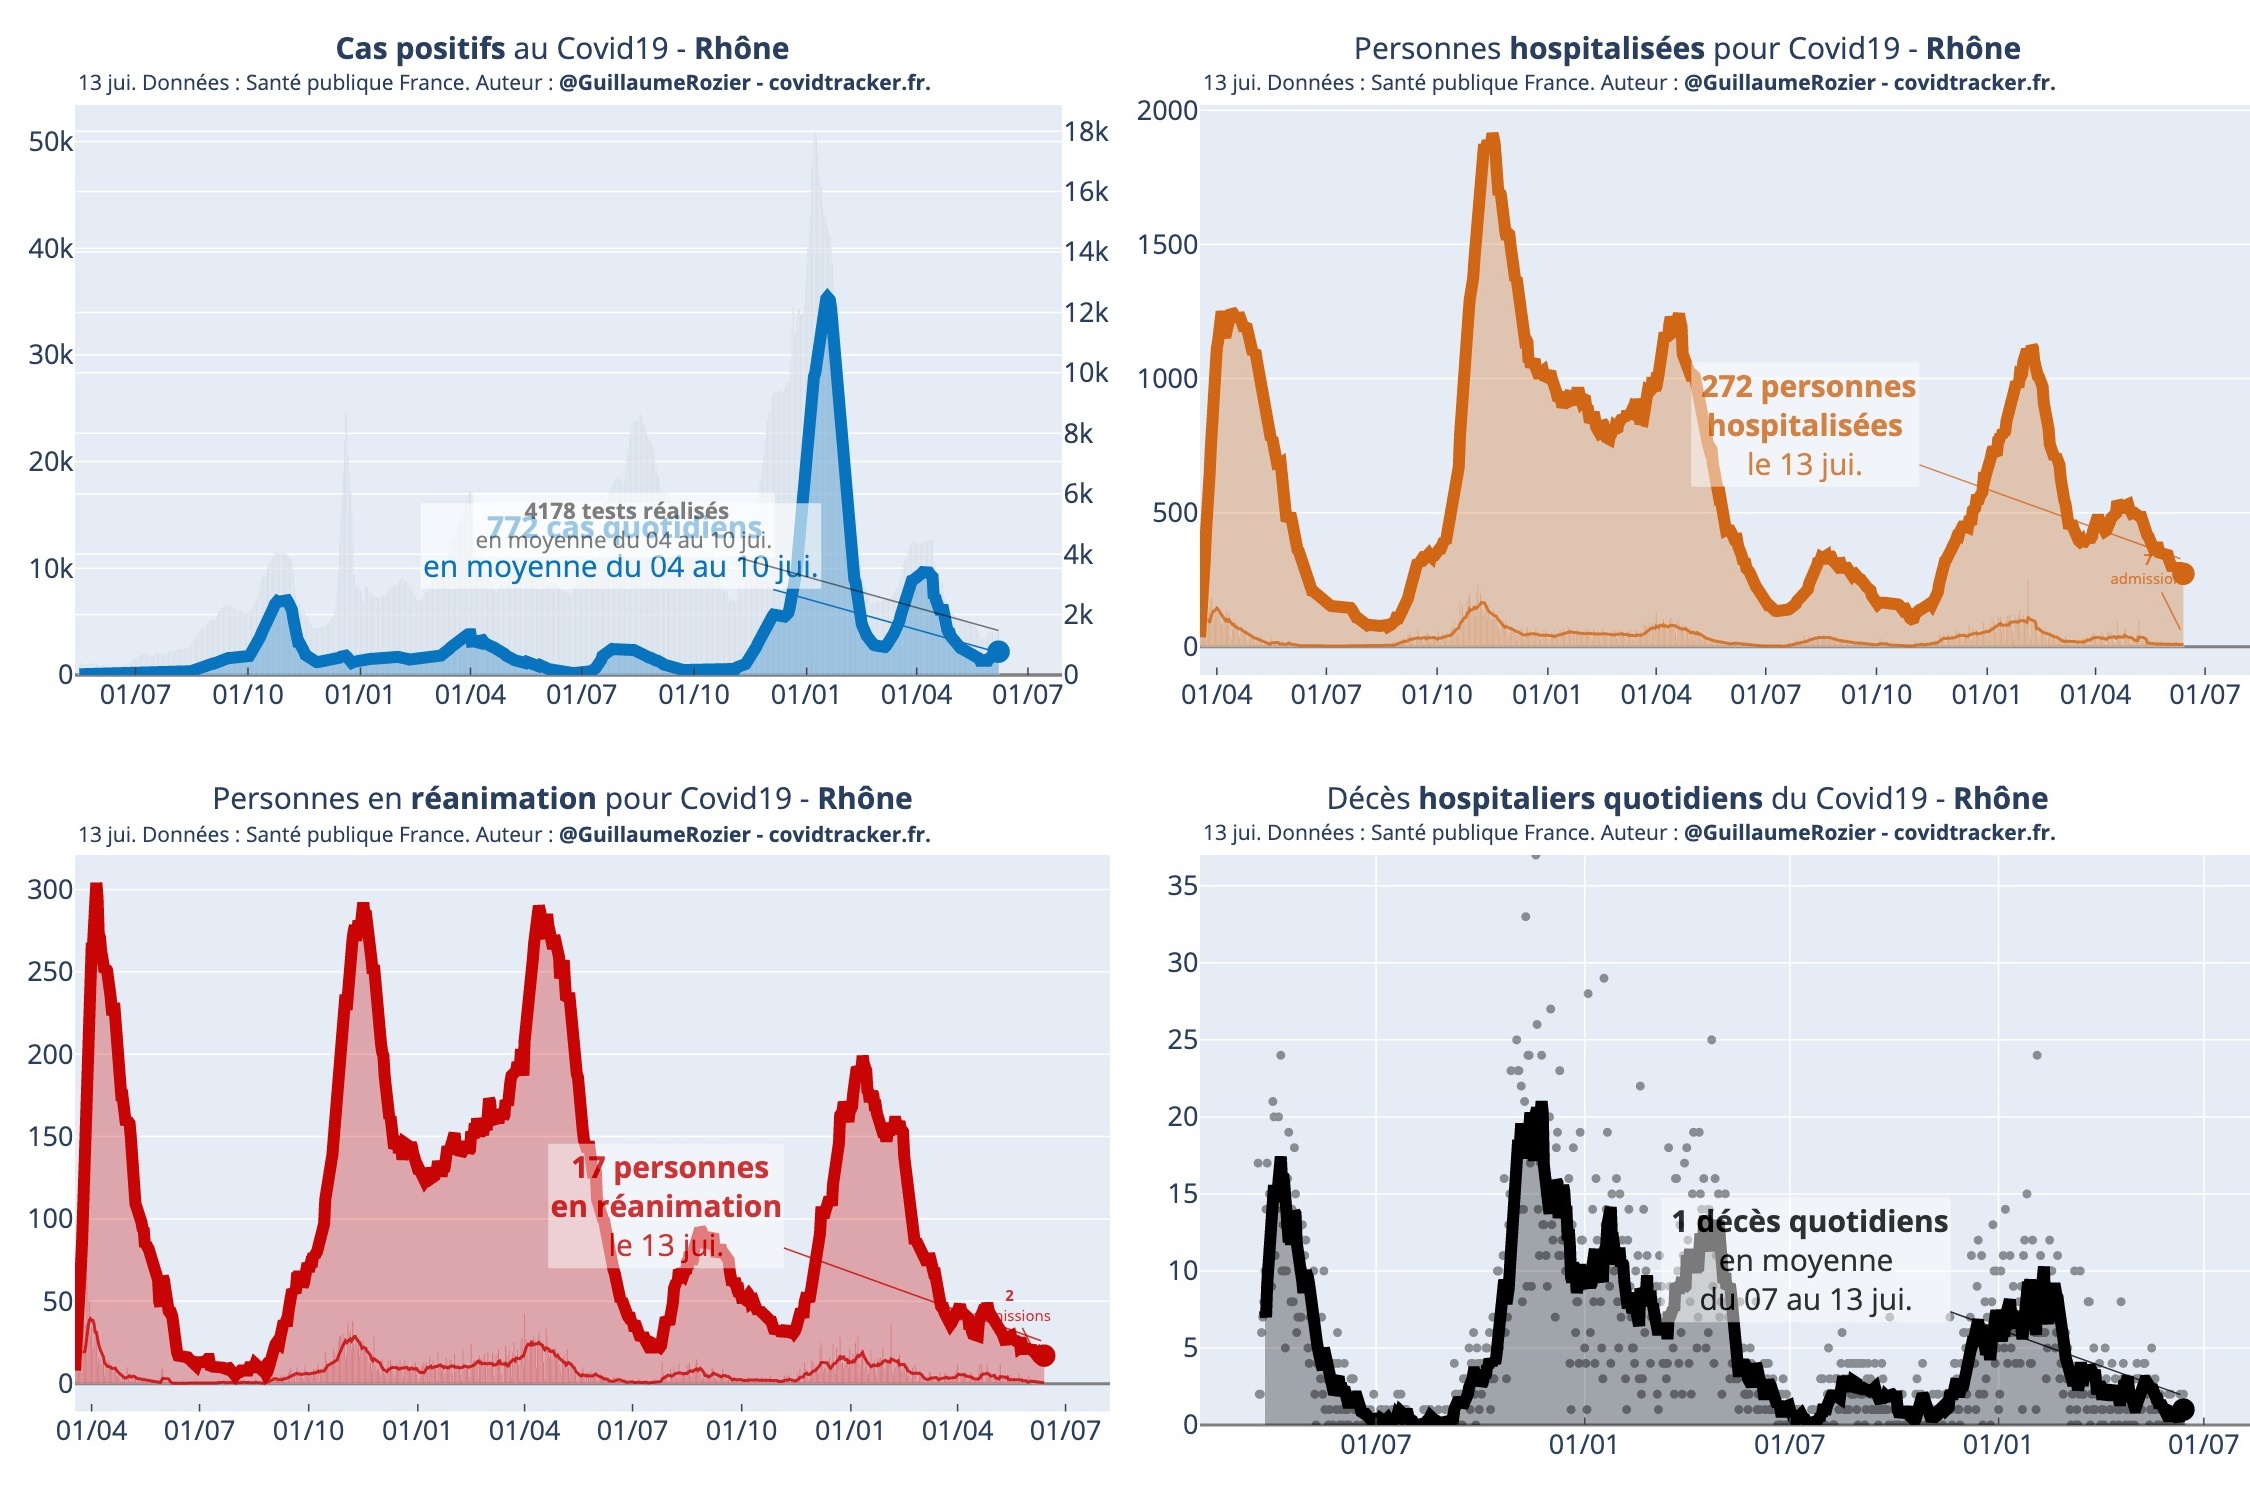 Cas positifs au Covid19 - Rhône
13 jui. Données : Santé publique France. Auteur : @GuillaumeRozier - covidtracker.fr.
50k
40k
30k
20k
10k
0
18k
16k
14k
12k
10k
8k
6k
4k
2k
0
4178 tests réalisés
772 cas quotidiens
en moyenne du 04 au 10 jui.
en moyenne du 04 au 10 jui.
01/07 01/10 01/01 01/04 01/07 01/10 01/01 01/04 01/07
Personnes hospitalisées pour Covid19 - Rhône
13 jui. Données : Santé publique France. Auteur : @GuillaumeRozier - covidtracker.fr.
2000
1500
1000
500
0
272 personnes
hospitalisées
le 13 jui.
7
admission
01/04 01/07 01/10 01/01 01/04 01/07 01/10 01/01 01/04 01/07
Personnes en réanimation pour Covid19 - Rhône
13 jui. Données : Santé publique France. Auteur : @GuillaumeRozier - covidtracker.fr.
300
250
200
150
100
50
0
17 personnes
en réanimation
le 13 jui.
2
missions
01/04 01/07 01/10 01/01 01/04 01/07 01/10 01/01 01/04 01/07
Décès hospitaliers quotidiens du Covid19 - Rhône
13 jui. Données : Santé publique France. Auteur : @GuillaumeRozier - covidtracker.fr.
35
30
25
20
15
10
5
0
1 décès quotidiens
en moyenne
du 07 au 13 jui.
01/07 01/01 01/07 01/01 01/07